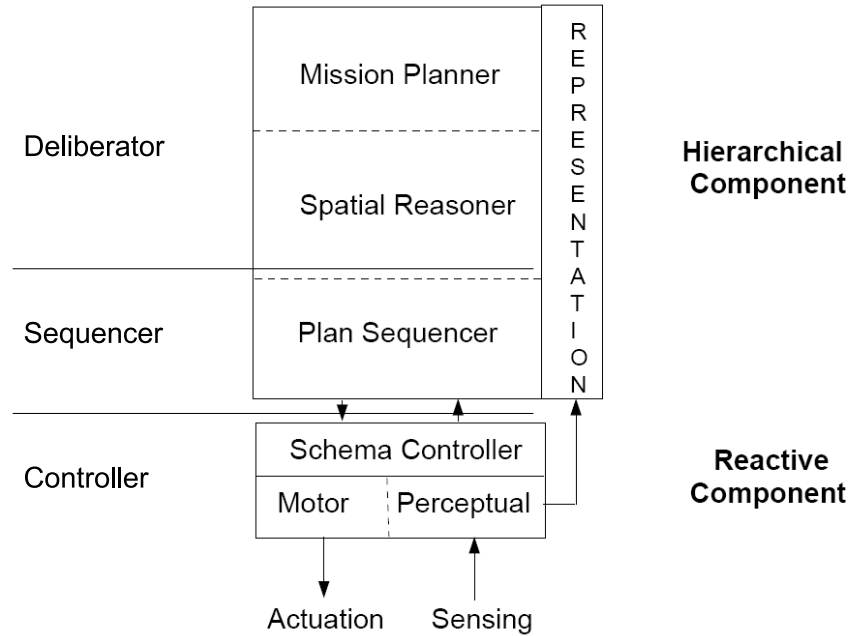 Mission Planner
Deliberator
Spatial Reasoner
Hierarchical
Component
REPRESENTATION
Sequencer
Plan Sequencer
Controller
Schema Controller
Motor
Perceptual
Reactive
Component
Actuation
Sensing